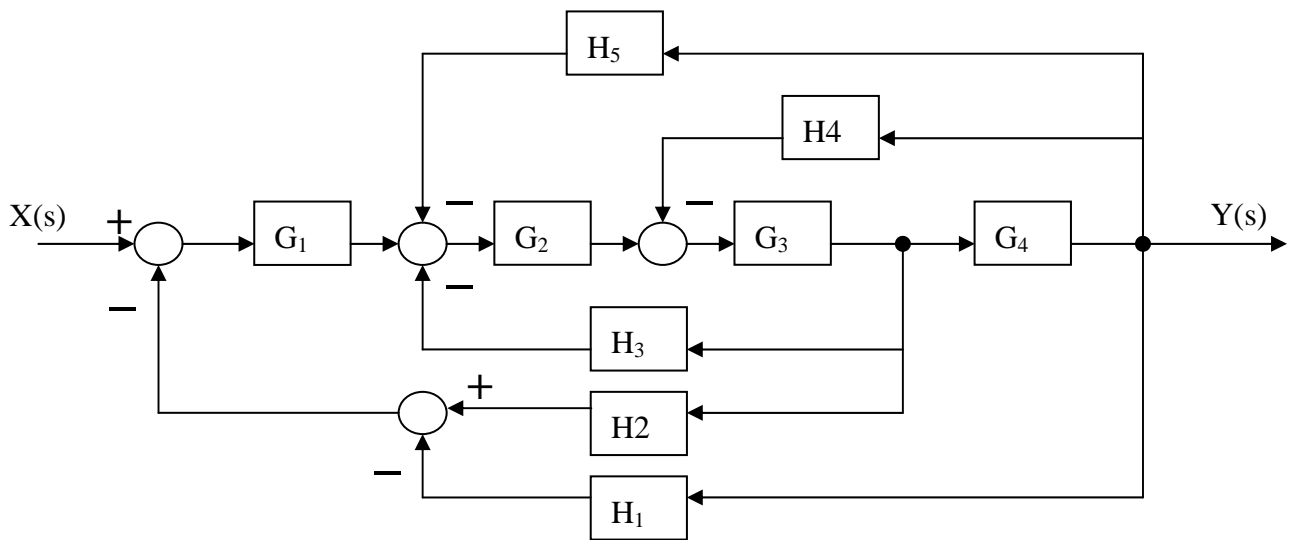 H₅
H4
X(s)
+
−
−
Y(s)
G₁
G₂
G₃
G₄
−
−
H₃
+
H2
−
H₁